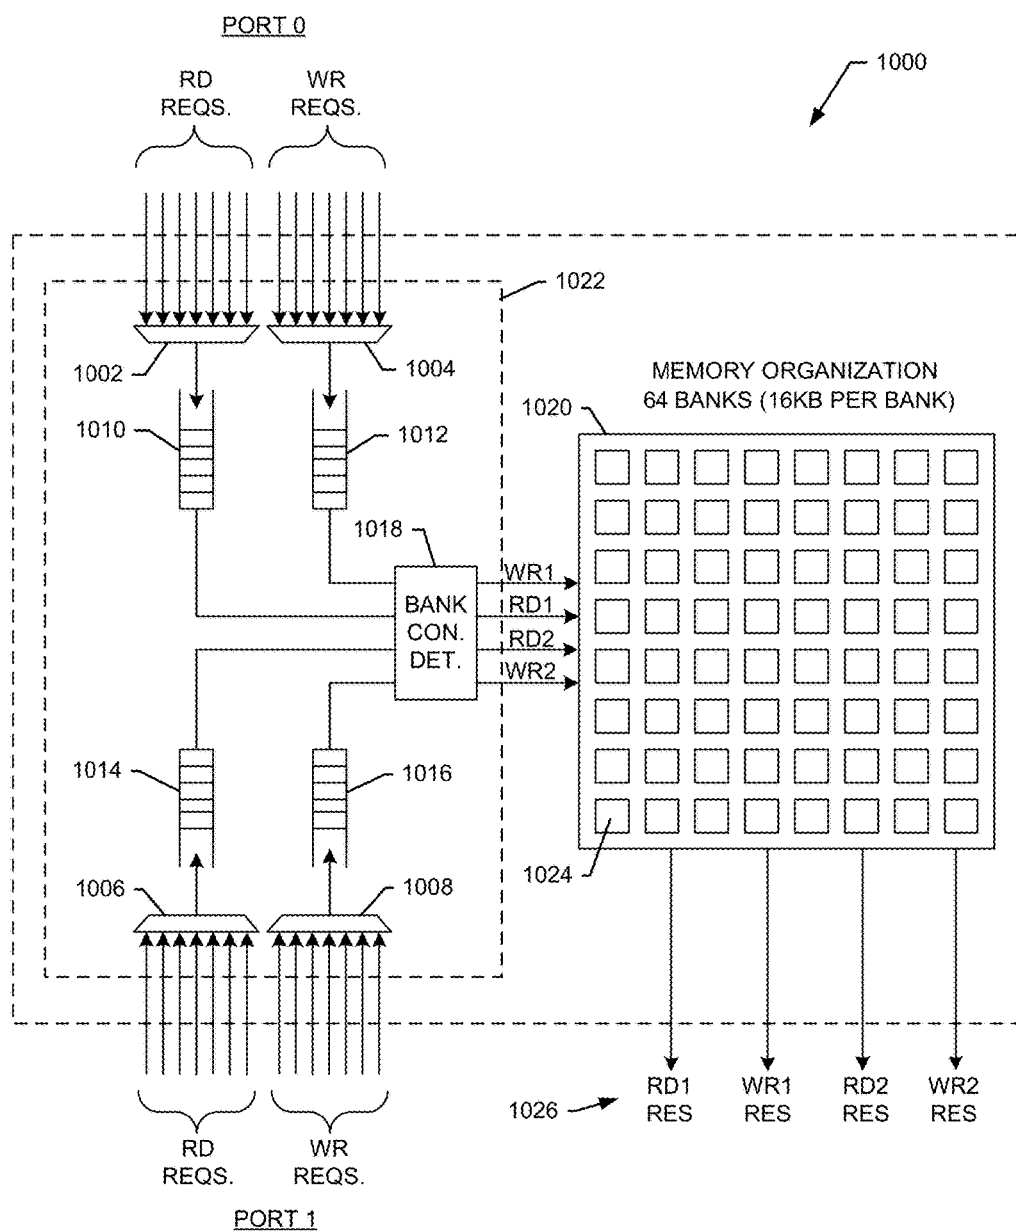 PORT 0
RD
REQS.
WR
REQS.
1000
1022
1002
1004
MEMORY ORGANIZATION
64 BANKS (16KB PER BANK)
1020
1010
1012
1018
BANK
CON.
DET.
WR1
RD1
RD2
WR2
1014
1016
1024
1006
1008
1026
RD1
RES
WR1
RES
RD2
RES
WR2
RES
RD
REQS.
WR
REQS.
PORT 1